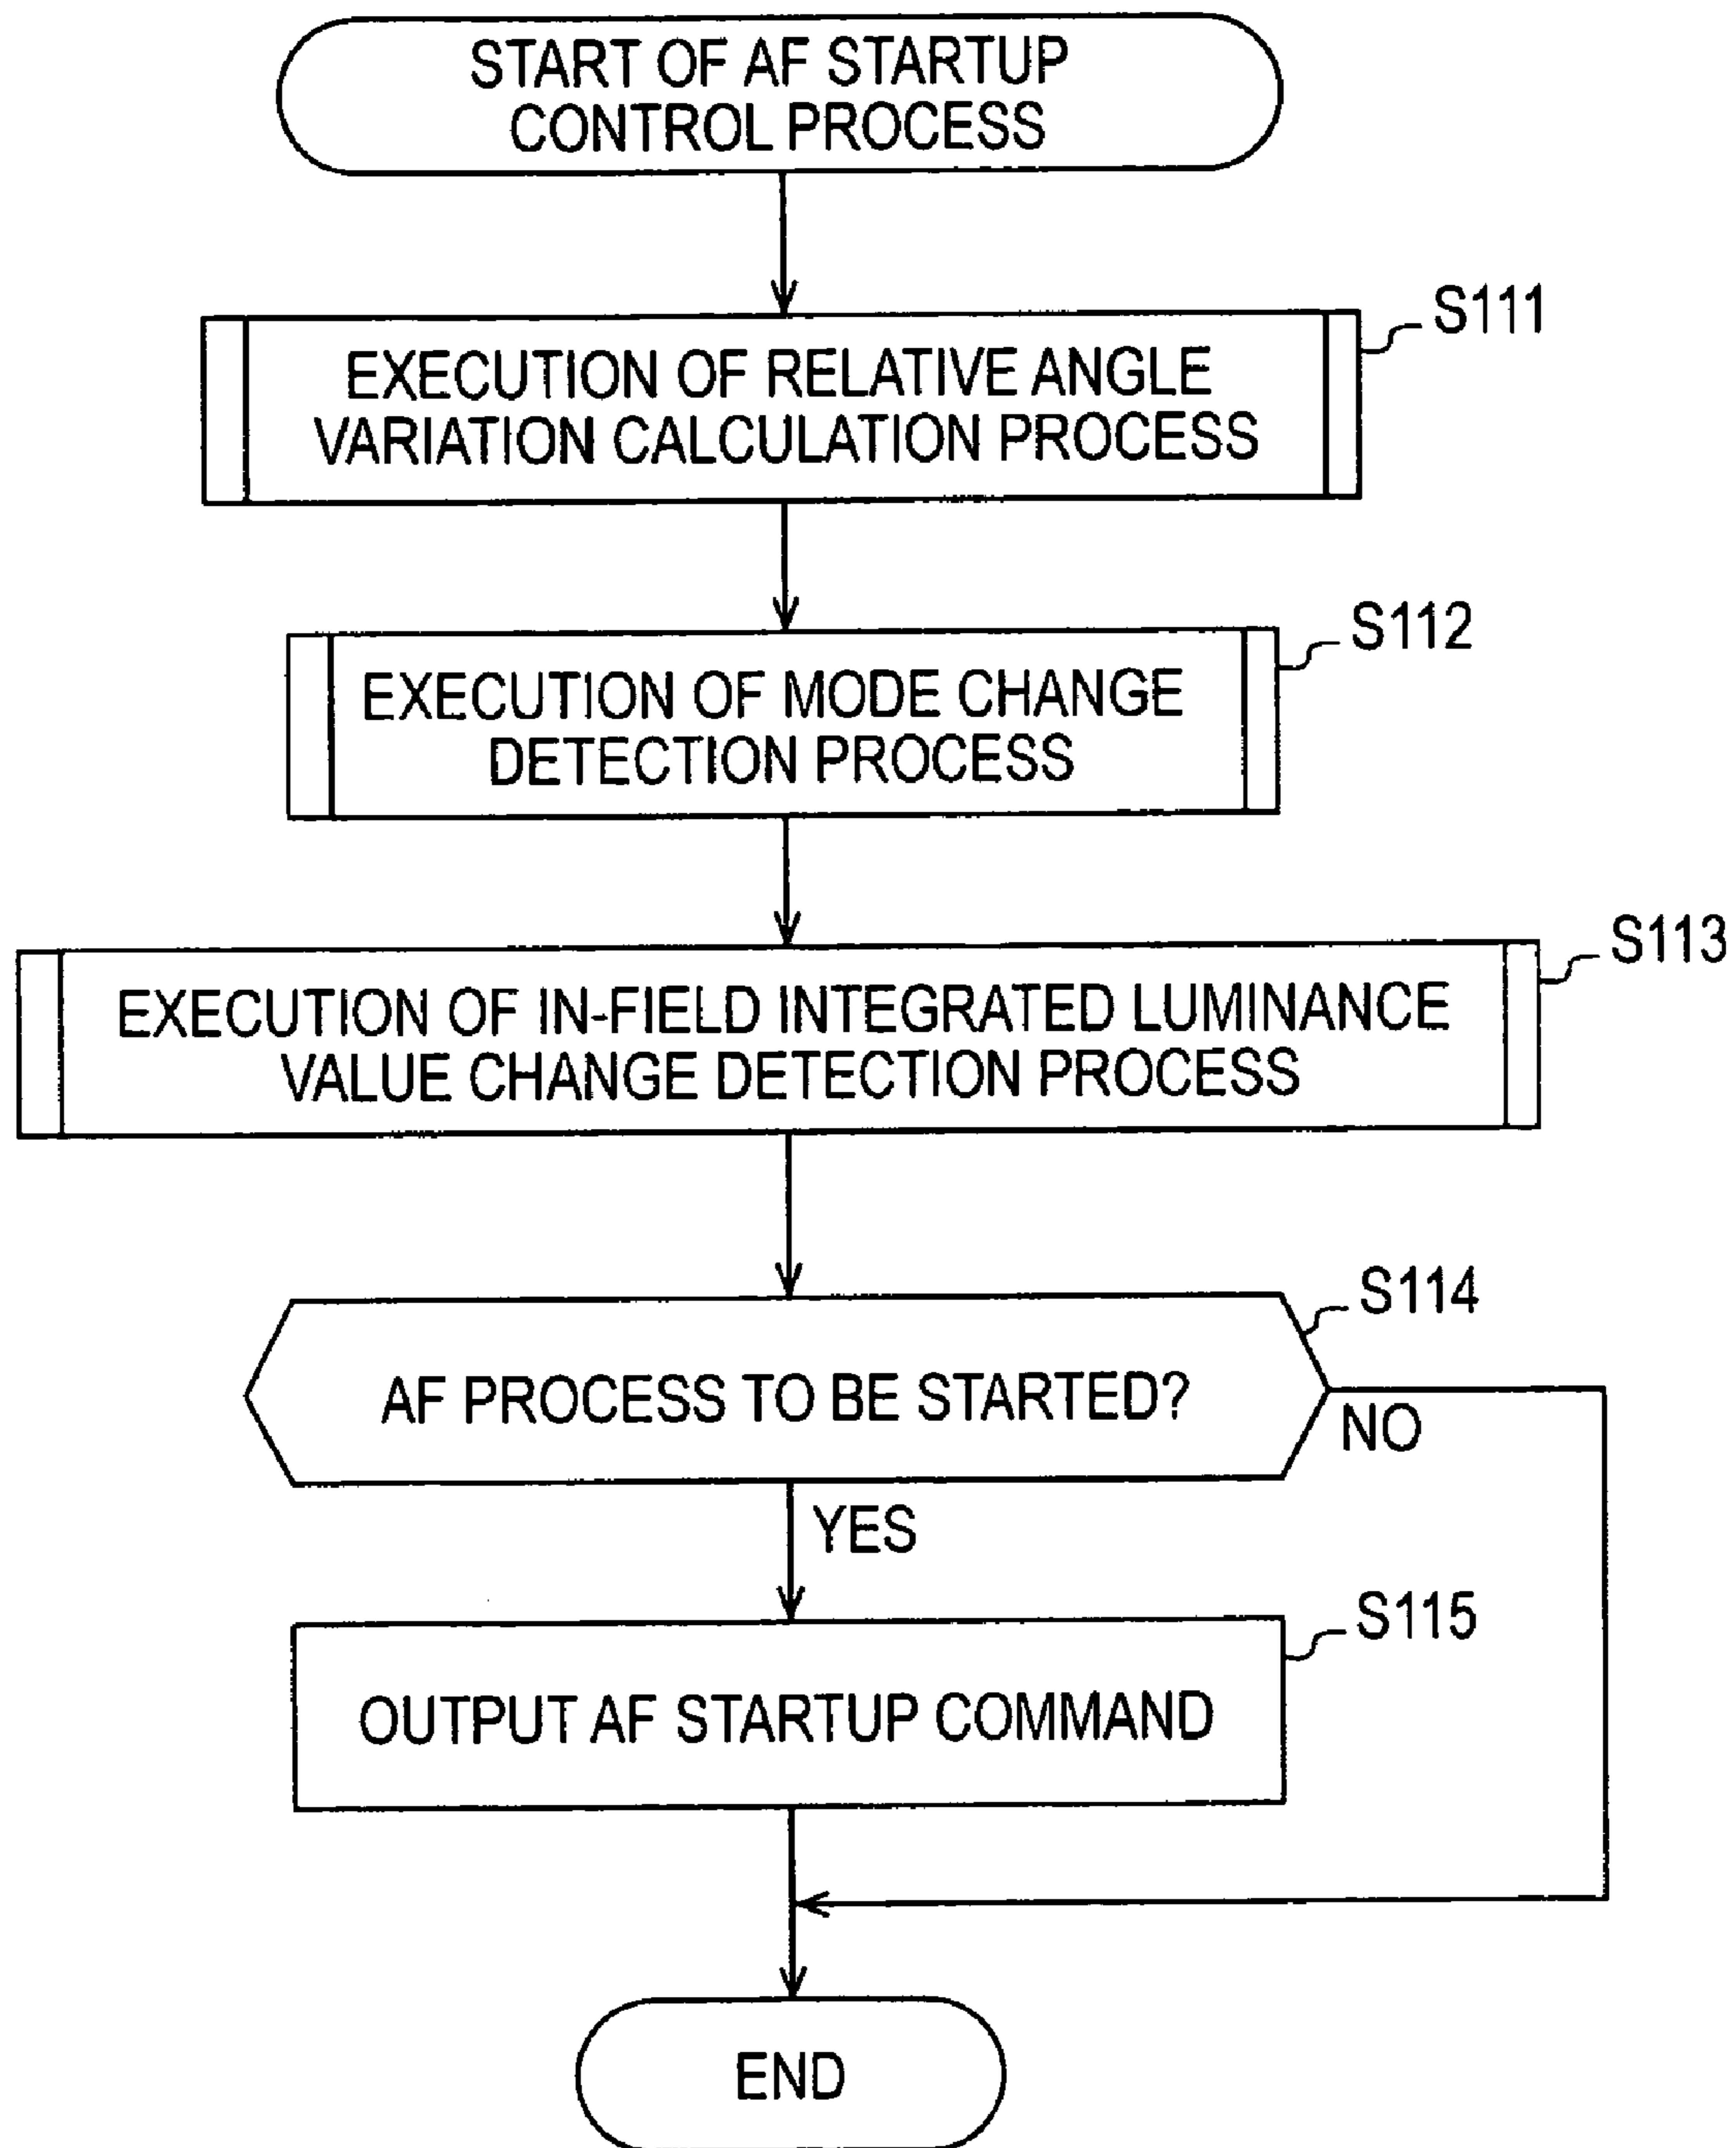 START OF AF STARTUP
CONTROL PROCESS
S111
EXECUTION OF RELATIVE ANGLE
VARIATION CALCULATION PROCESS
S112
EXECUTION OF MODE CHANGE
DETECTION PROCESS
S113
EXECUTION OF IN-FIELD INTEGRATED LUMINANCE
VALUE CHANGE DETECTION PROCESS
S114
AF PROCESS TO BE STARTED?
NO
YES
S115
OUTPUT AF STARTUP COMMAND
END